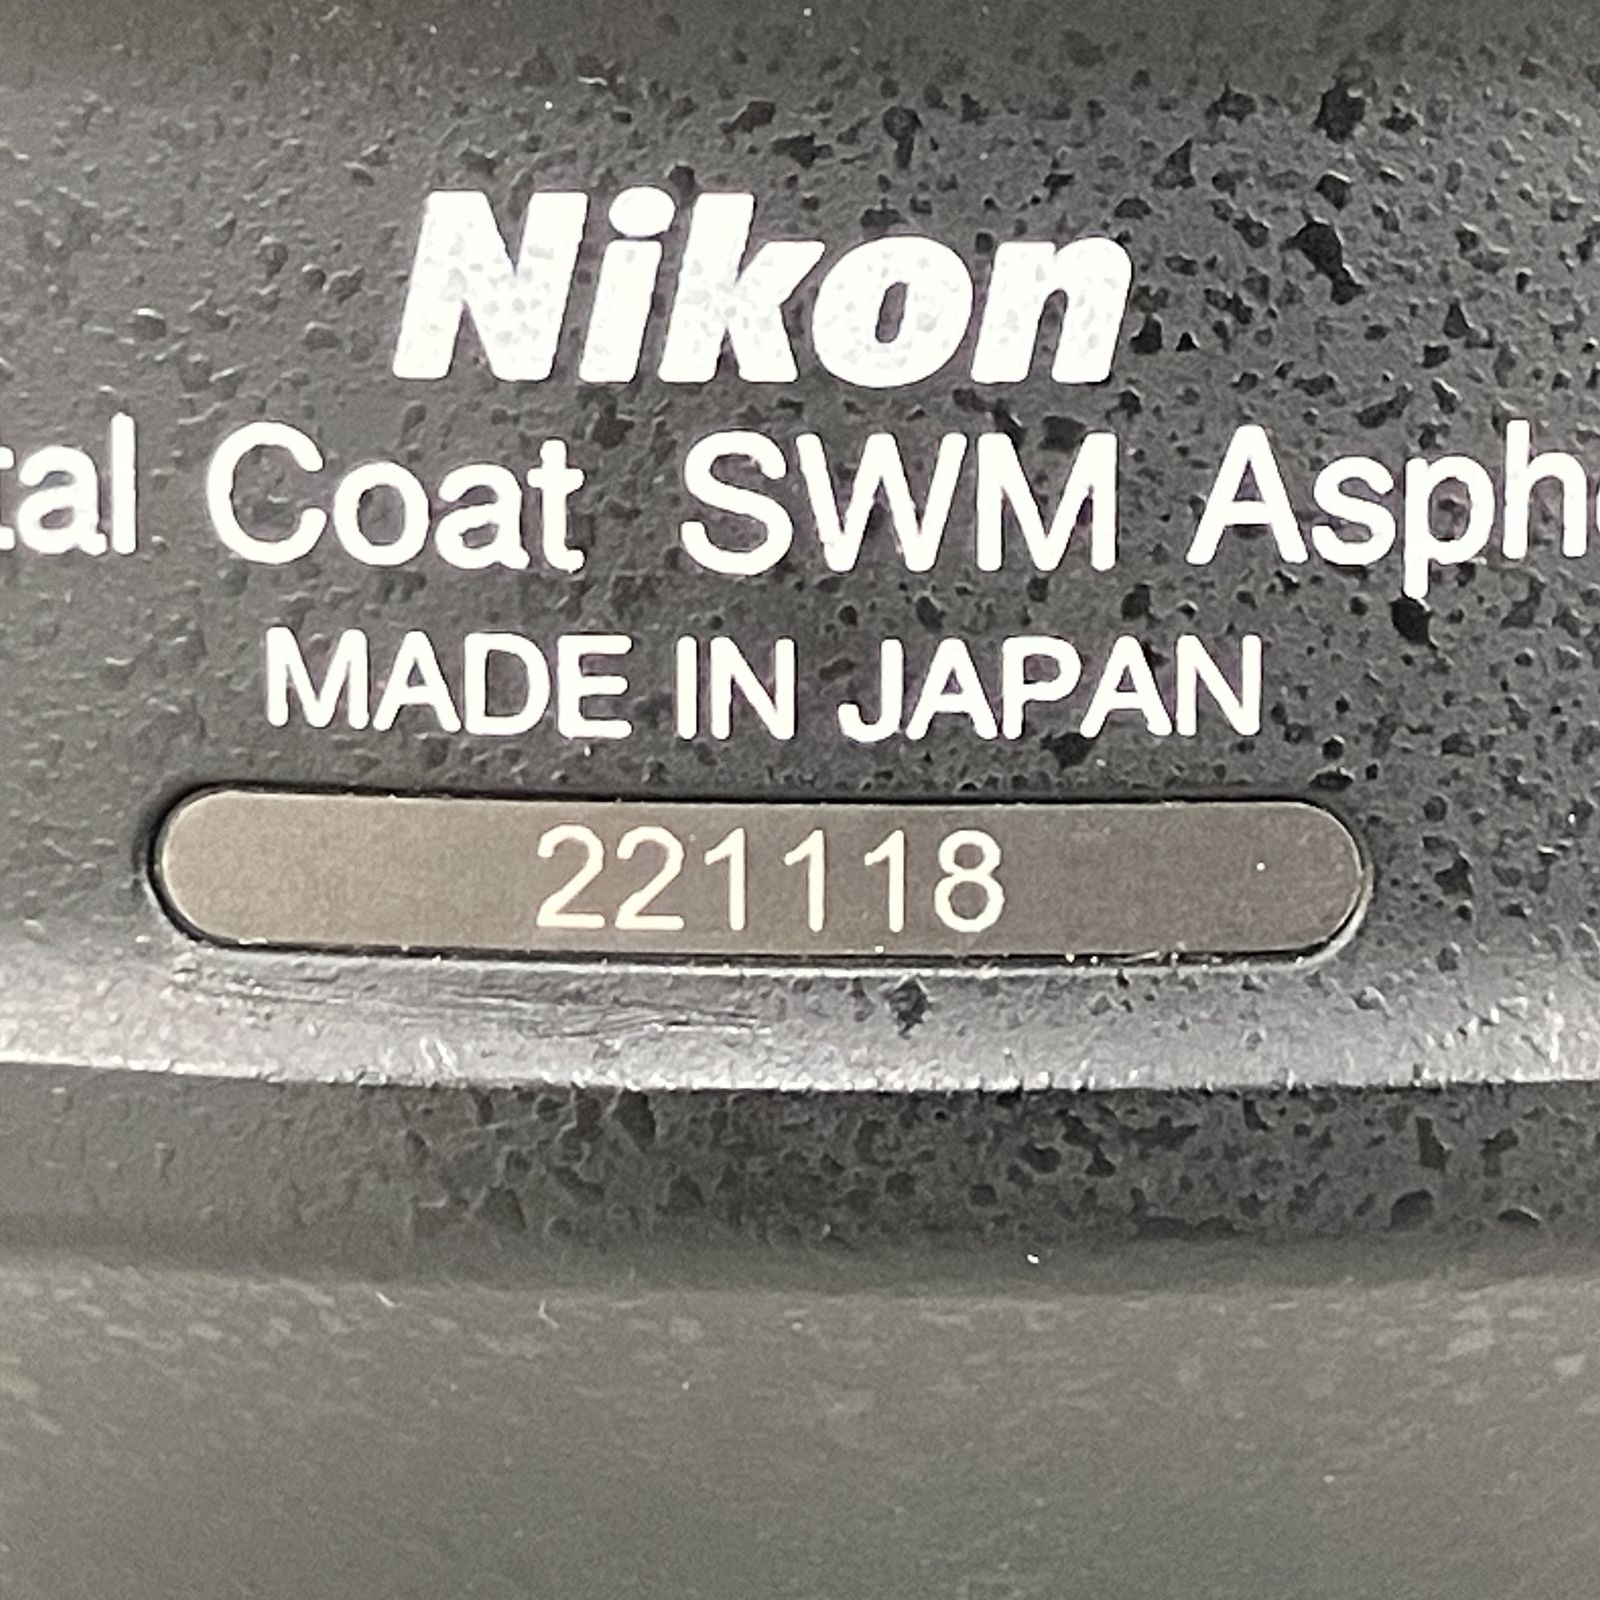 Nikon
tal Coat SWM Asphe
MADE IN JAPAN
221118